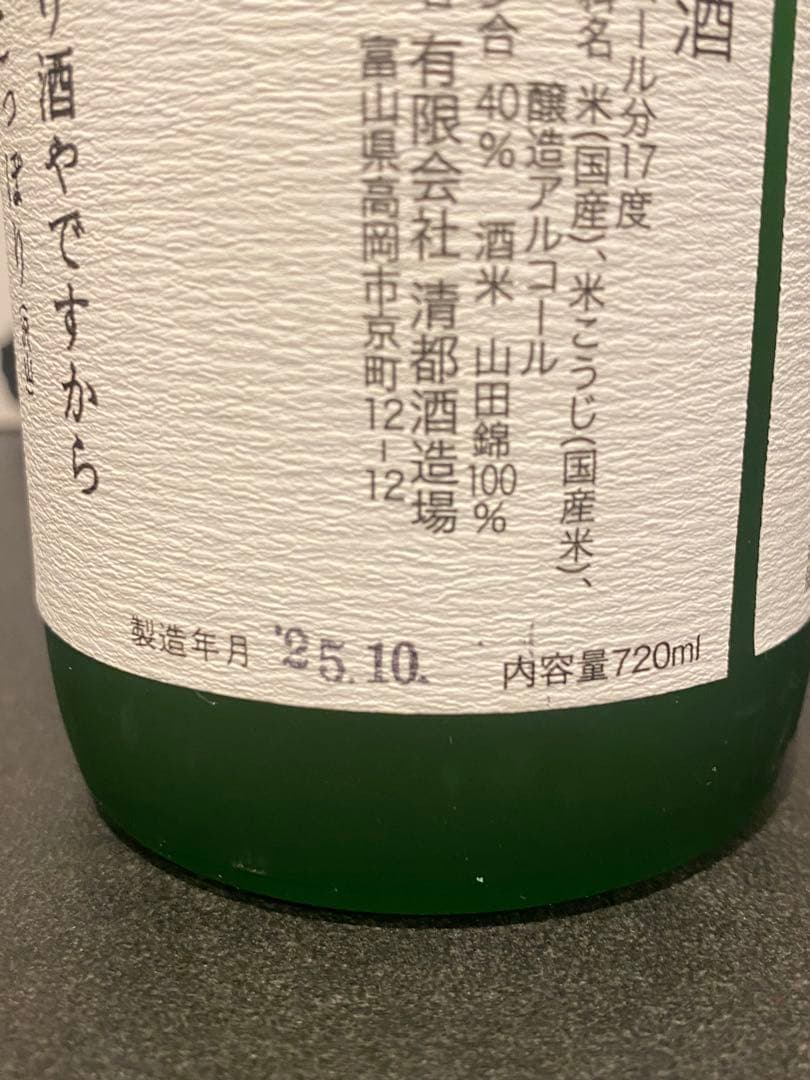 酒
ール分17度
料名 米(国産)、米こうじ(国産米)、
醸造アルコール
歩合 40% 酒米 山田錦100%
有限会社 清都酒造場
富山県高岡市京町12-12
り酒やですから
っぽり
製造年月 '25.10.
内容量720ml